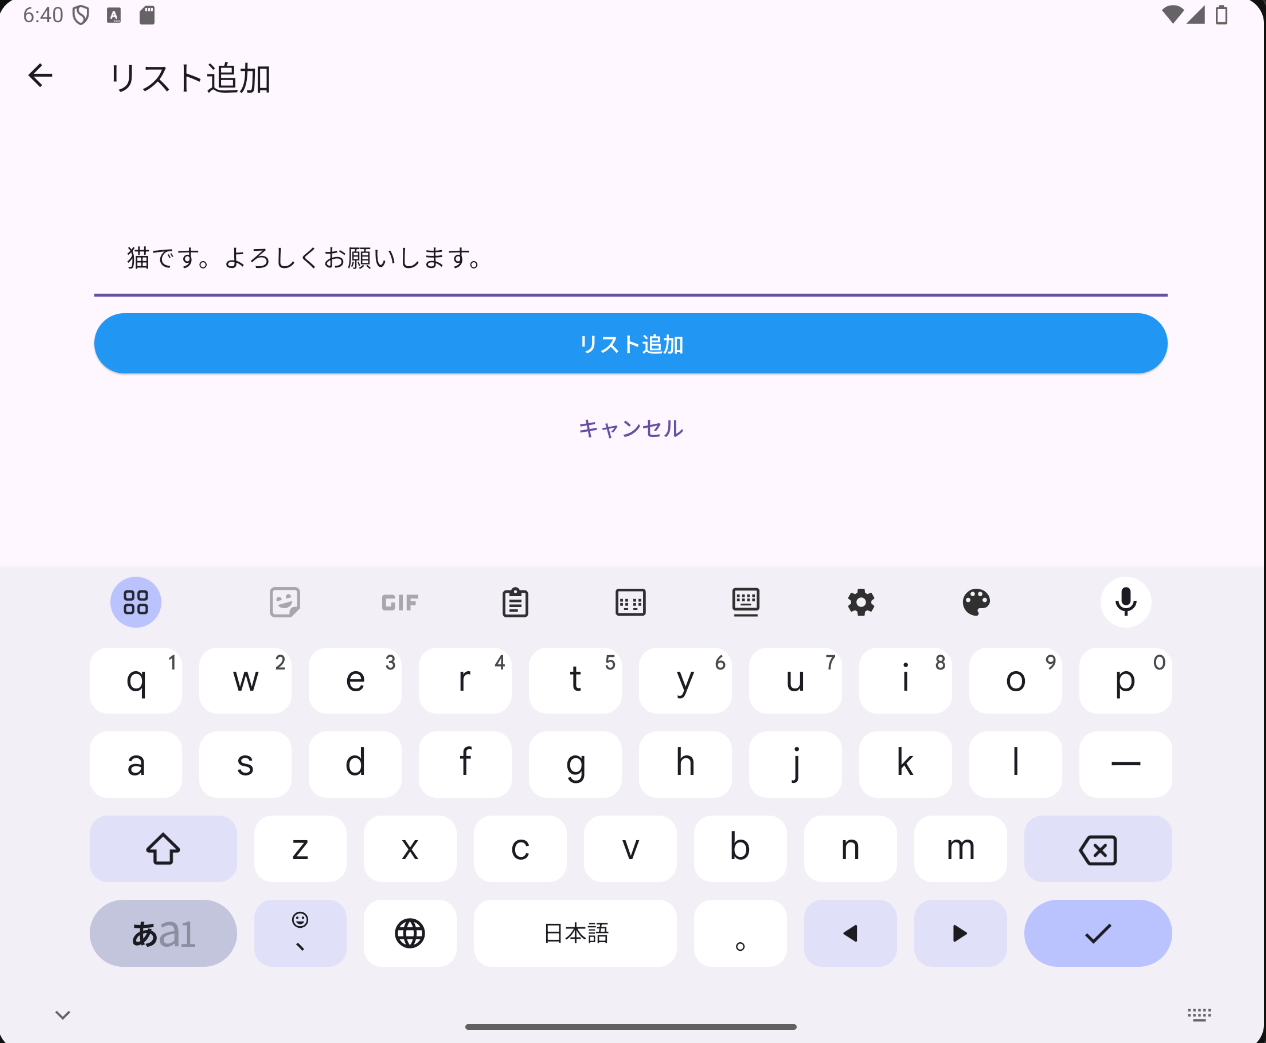 6:40
リスト追加
猫です。よろしくお願いします。
リスト追加
キャンセル
GIF
q 1 w 2 e 3 r 4 t 5 y 6 u 7 i 8 o 9 p 0
a s d f g h j k l ー
z x c v b n m
あa1 、 日本語 。